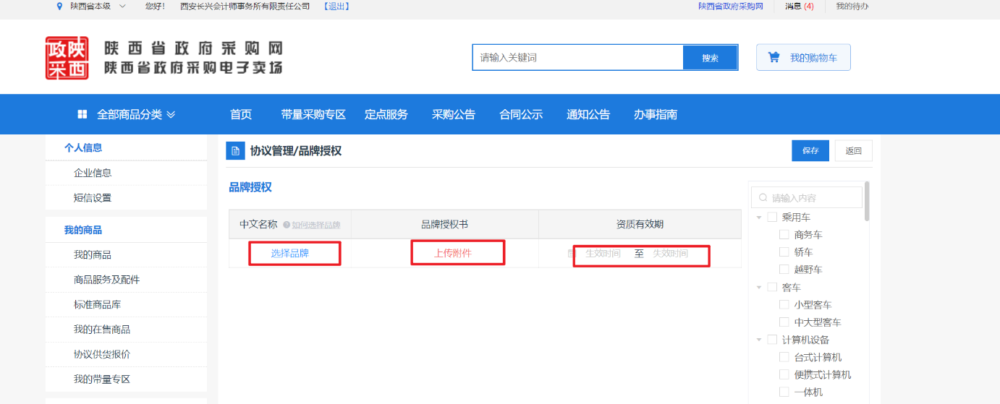 陕西省本级 您好！ 西安长兴会计师事务所有限责任公司 【退出】 陕西省政府采购网 消息 (4) 我的待办
政陕
采西
陕西省政府采购网
陕西省政府采购电子卖场
请输入关键词 搜索 我的购物车
全部商品分类 首页 带量采购专区 定点服务 采购公告 合同公示 通知公告 办事指南
个人信息
企业信息
短信设置
我的商品
我的商品
商品服务及配件
标准商品库
我的在售商品
协议供货报价
我的带量专区
协议管理/品牌授权 保存 返回
品牌授权
中文名称 如何选择品牌 品牌授权书 资质有效期
选择品牌 上传附件 生效时间 至 失效时间
请输入内容
乘用车
商务车
轿车
越野车
客车
小型客车
中大型客车
计算机设备
台式计算机
便携式计算机
一体机